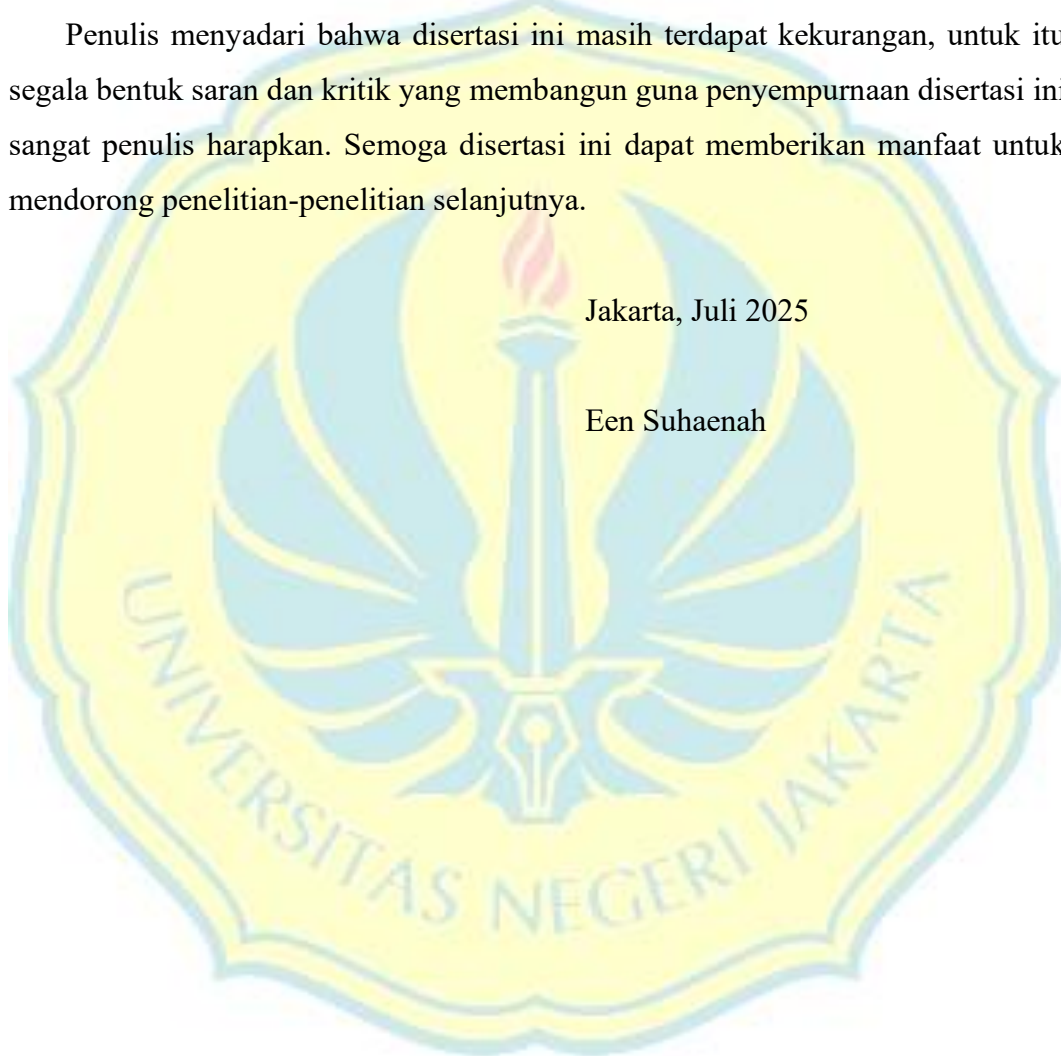 Penulis menyadari bahwa disertasi ini masih terdapat kekurangan, untuk itu
segala bentuk saran dan kritik yang membangun guna penyempurnaan disertasi ini
sangat penulis harapkan. Semoga disertasi ini dapat memberikan manfaat untuk
mendorong penelitian-penelitian selanjutnya.
Jakarta, Juli 2025
Een Suhaenah
UNIVERSITAS NEGERI JAKARTA